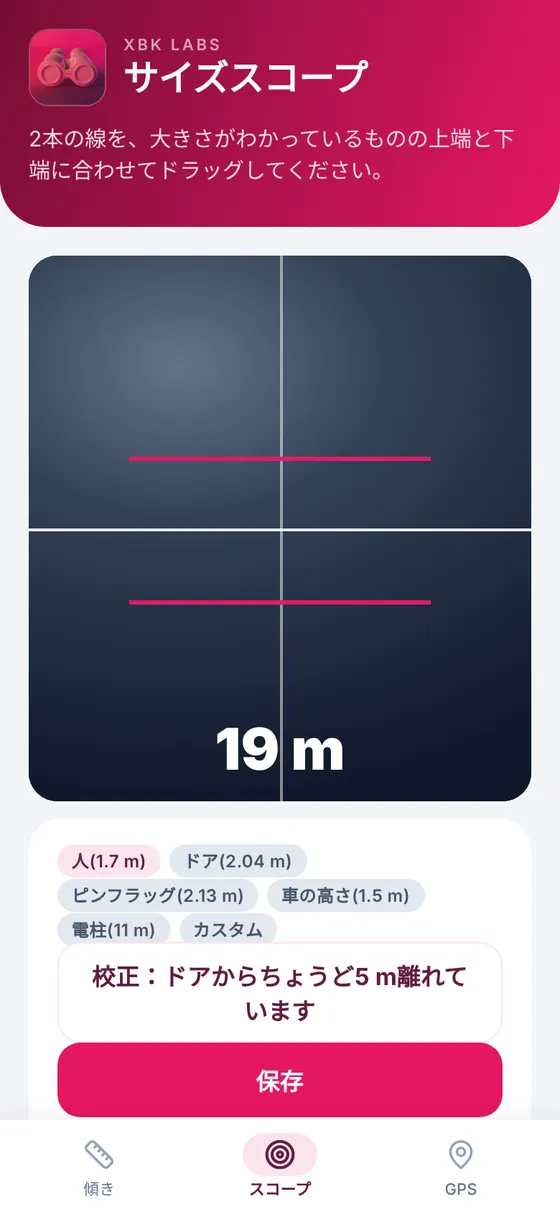 XBK LABS
サイズスコープ
2本の線を、大きさがわかっているものの上端と下
端に合わせてドラッグしてください。
19 m
人(1.7 m) ドア(2.04 m)
ピンフラッグ(2.13 m) 車の高さ(1.5 m)
電柱(11 m) カスタム
校正：ドアからちょうど5 m離れて
います
保存
傾き スコープ GPS